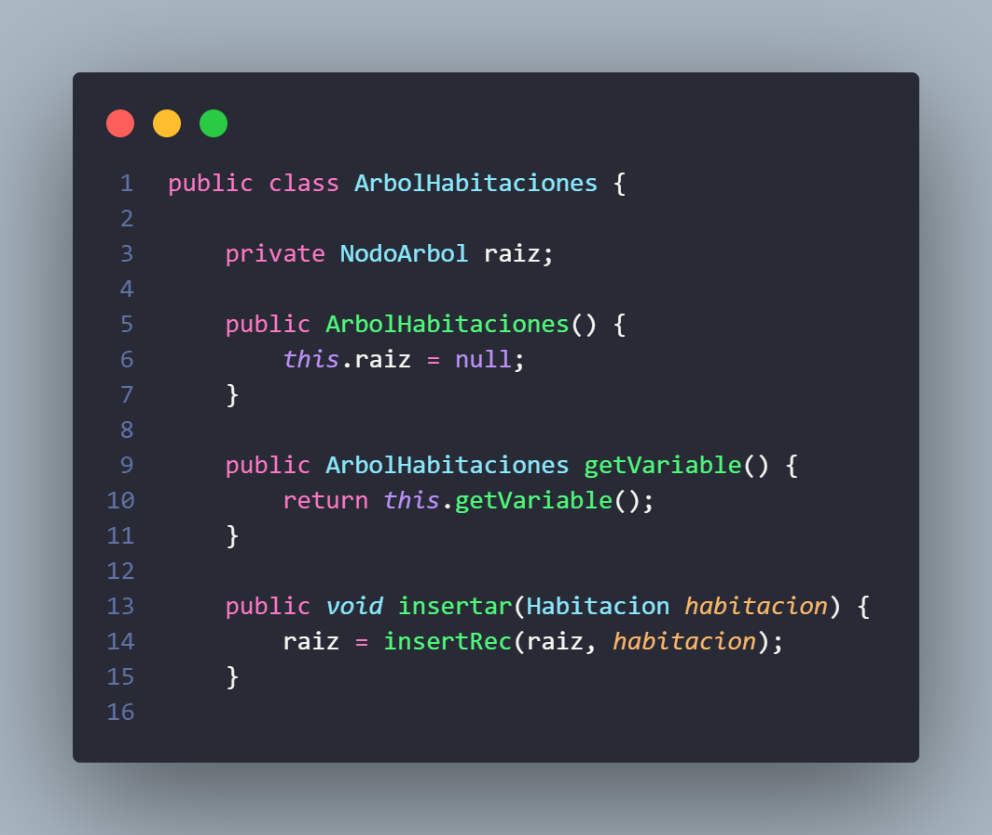 1 public class ArbolHabitaciones {
2
3     private NodoArbol raiz;
4
5     public ArbolHabitaciones() {
6         this.raiz = null;
7     }
8
9     public ArbolHabitaciones getVariable() {
10         return this.getVariable();
11     }
12
13     public void insertar(Habitacion habitacion) {
14         raiz = insertRec(raiz, habitacion);
15     }
16